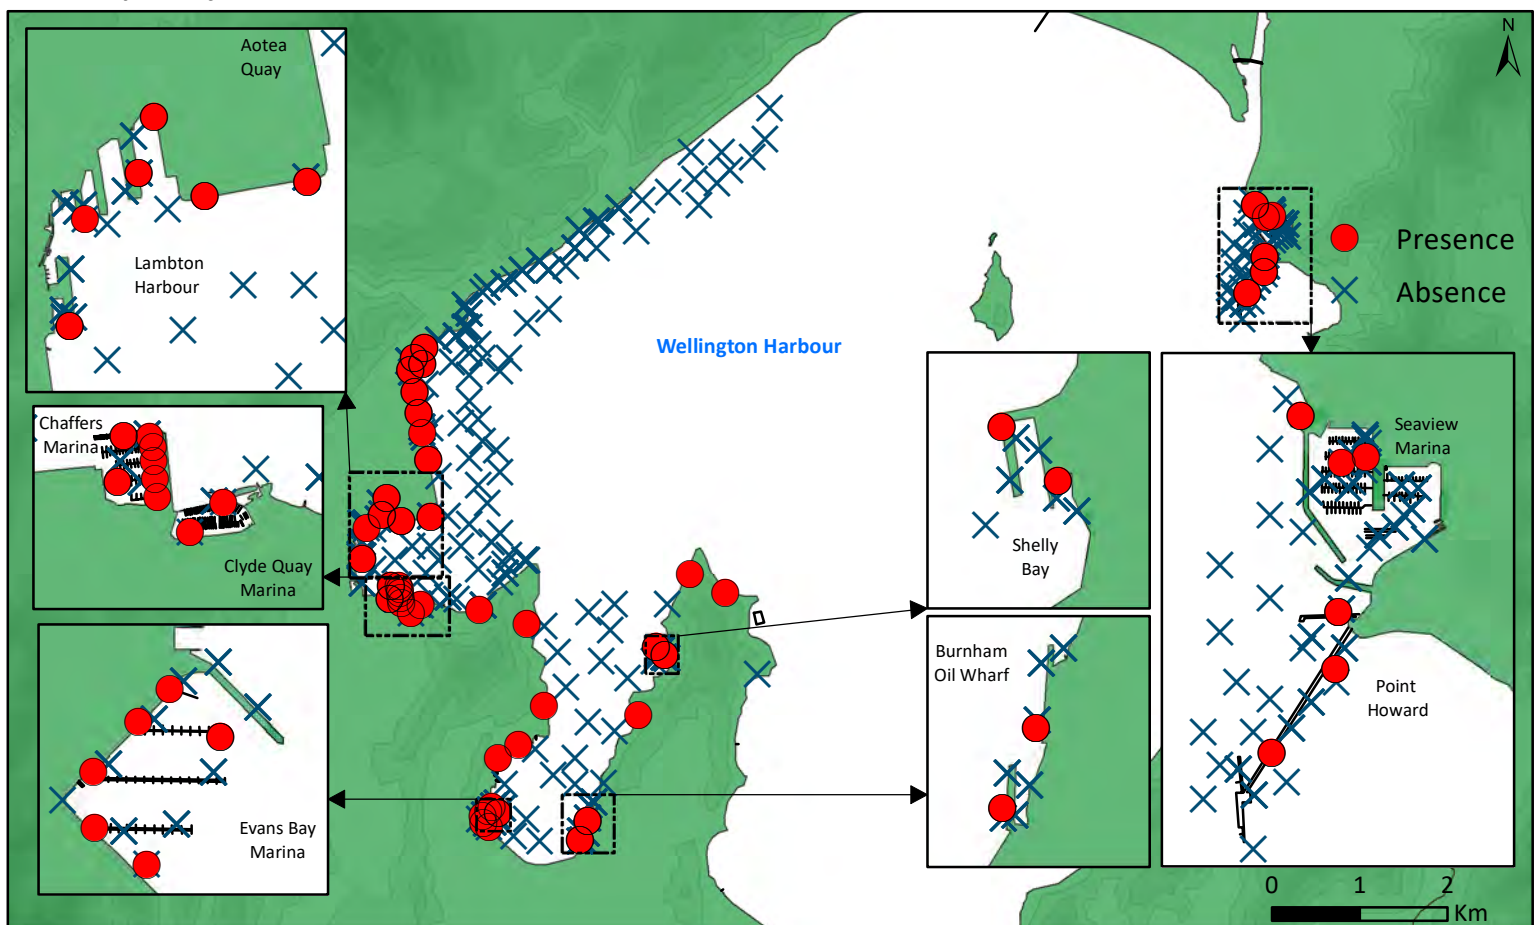 N
Aotea
Quay
Lambton
Harbour
Presence
Absence
Wellington Harbour
Chaffers
Marina
Clyde Quay
Marina
Seaview
Marina
Shelly
Bay
Point
Howard
Burnham
Oil Wharf
Evans Bay
Marina
0 1 2
Km